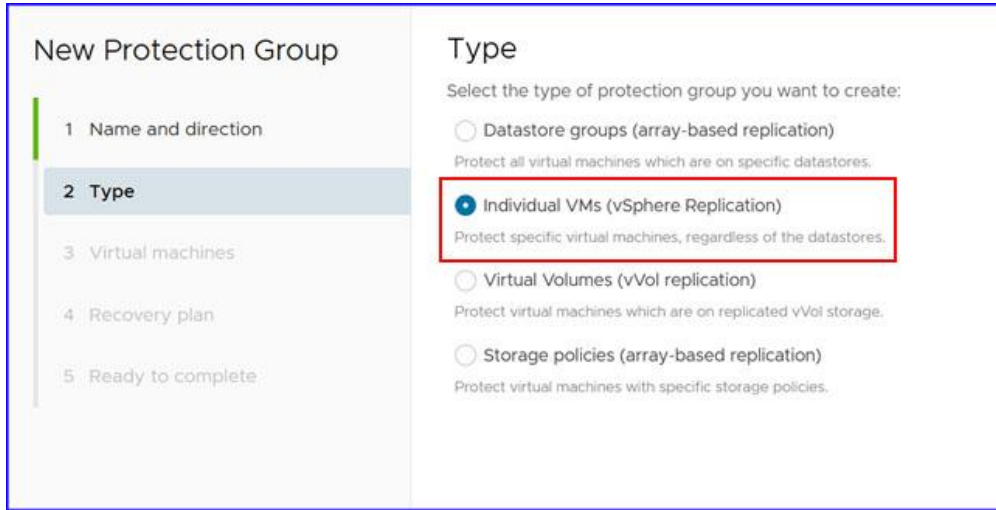 New Protection Group
1 Name and direction
2 Type
3 Virtual machines
4 Recovery plan
5 Ready to complete
Type
Select the type of protection group you want to create:
Datastore groups (array-based replication)
Protect all virtual machines which are on specific datastores.
Individual VMs (vSphere Replication)
Protect specific virtual machines, regardless of the datastores.
Virtual Volumes (vVol replication)
Protect virtual machines which are on replicated vVol storage.
Storage policies (array-based replication)
Protect virtual machines with specific storage policies.